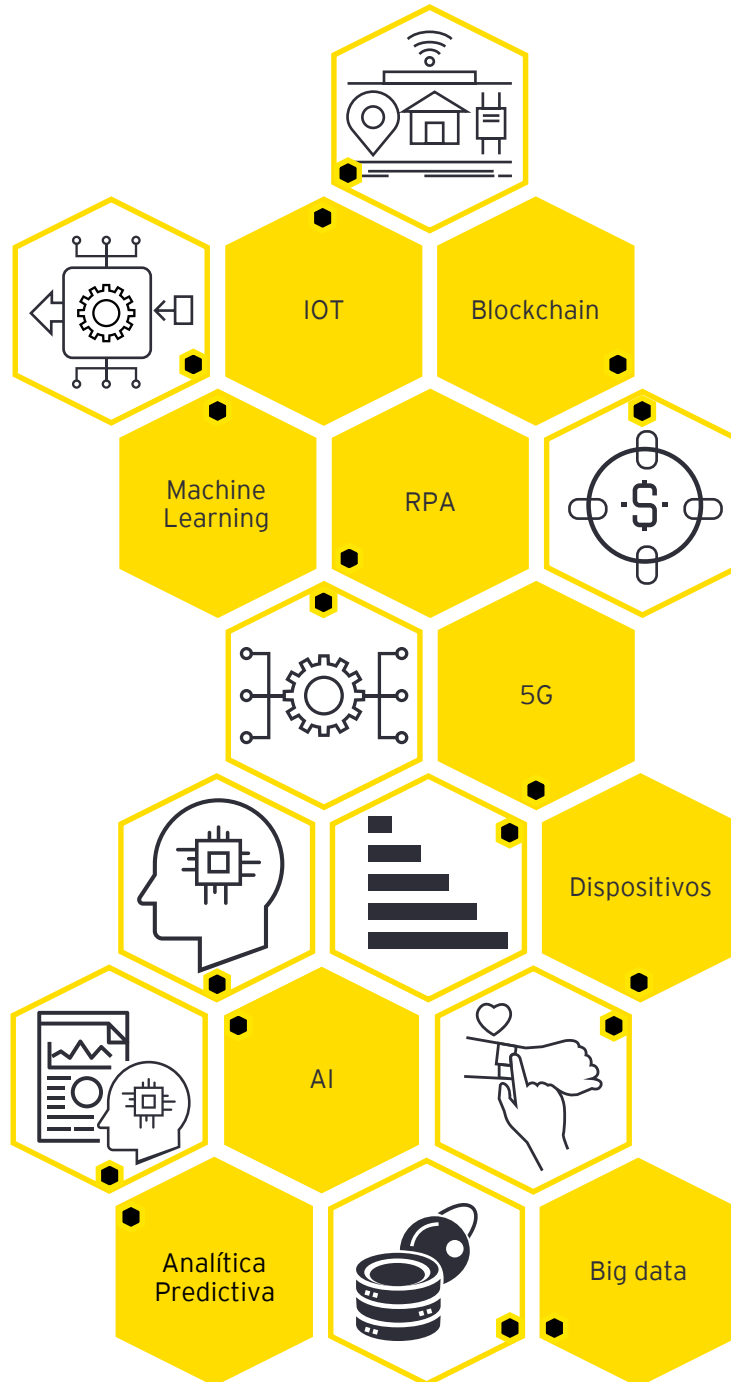 IOT
Blockchain
Machine
Learning
RPA
5G
Dispositivos
AI
Analítica
Predictiva
Big data